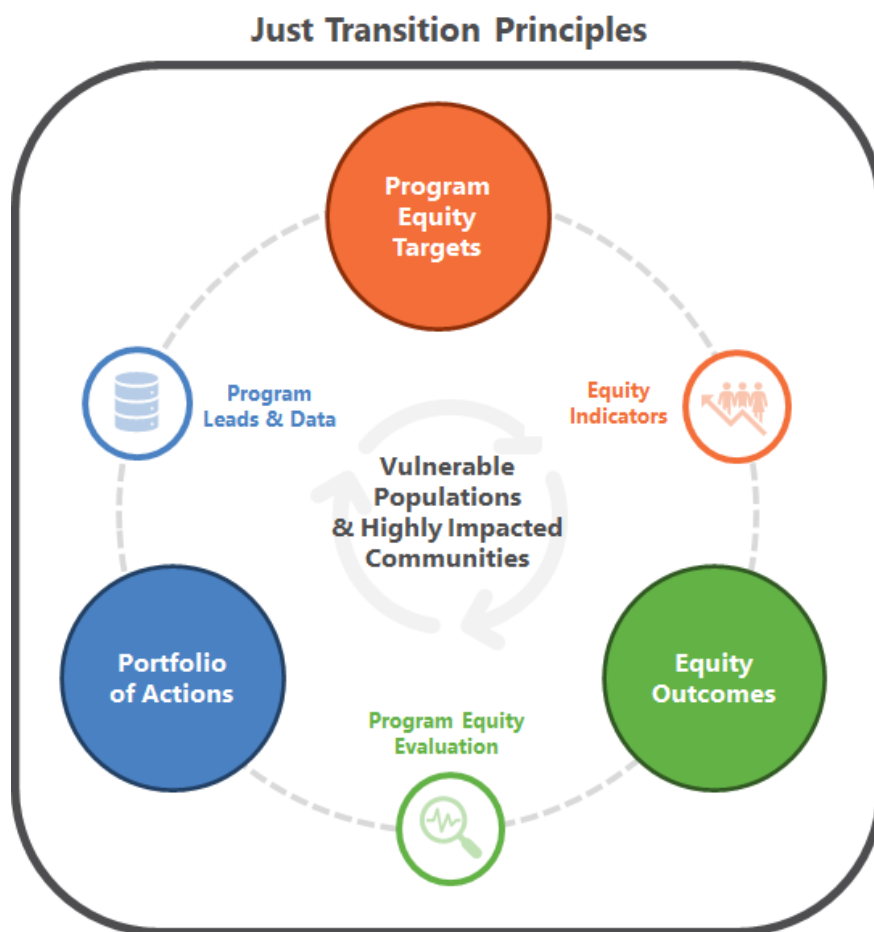 Just Transition Principles
Program
Equity
Targets
Program
Leads & Data
Equity
Indicators
Vulnerable
Populations
& Highly Impacted
Communities
Portfolio
of Actions
Equity
Outcomes
Program Equity
Evaluation